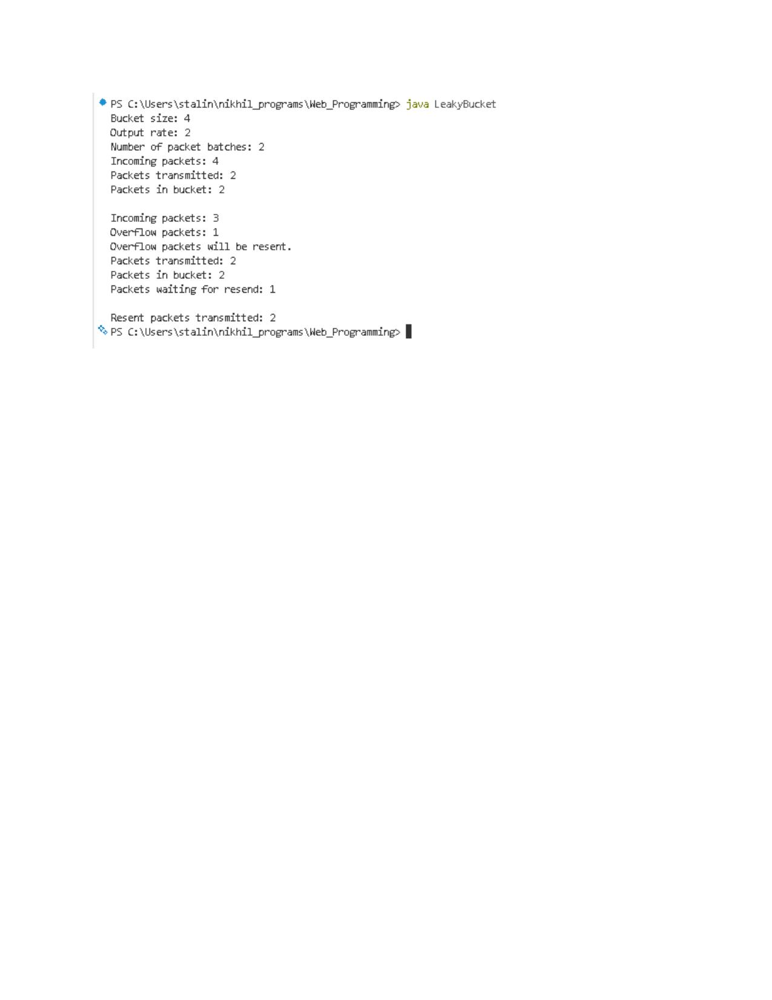 PS C:\Users\stalin\nikhil_programs\Web_Programming> java LeakyBucket
Bucket size: 4
Output rate: 2
Number of packet batches: 2
Incoming packets: 4
Packets transmitted: 2
Packets in bucket: 2
Incoming packets: 3
Overflow packets: 1
Overflow packets will be resent.
Packets transmitted: 2
Packets in bucket: 2
Packets waiting for resend: 1
Resent packets transmitted: 2
PS C:\Users\stalin\nikhil_programs\Web_Programming>